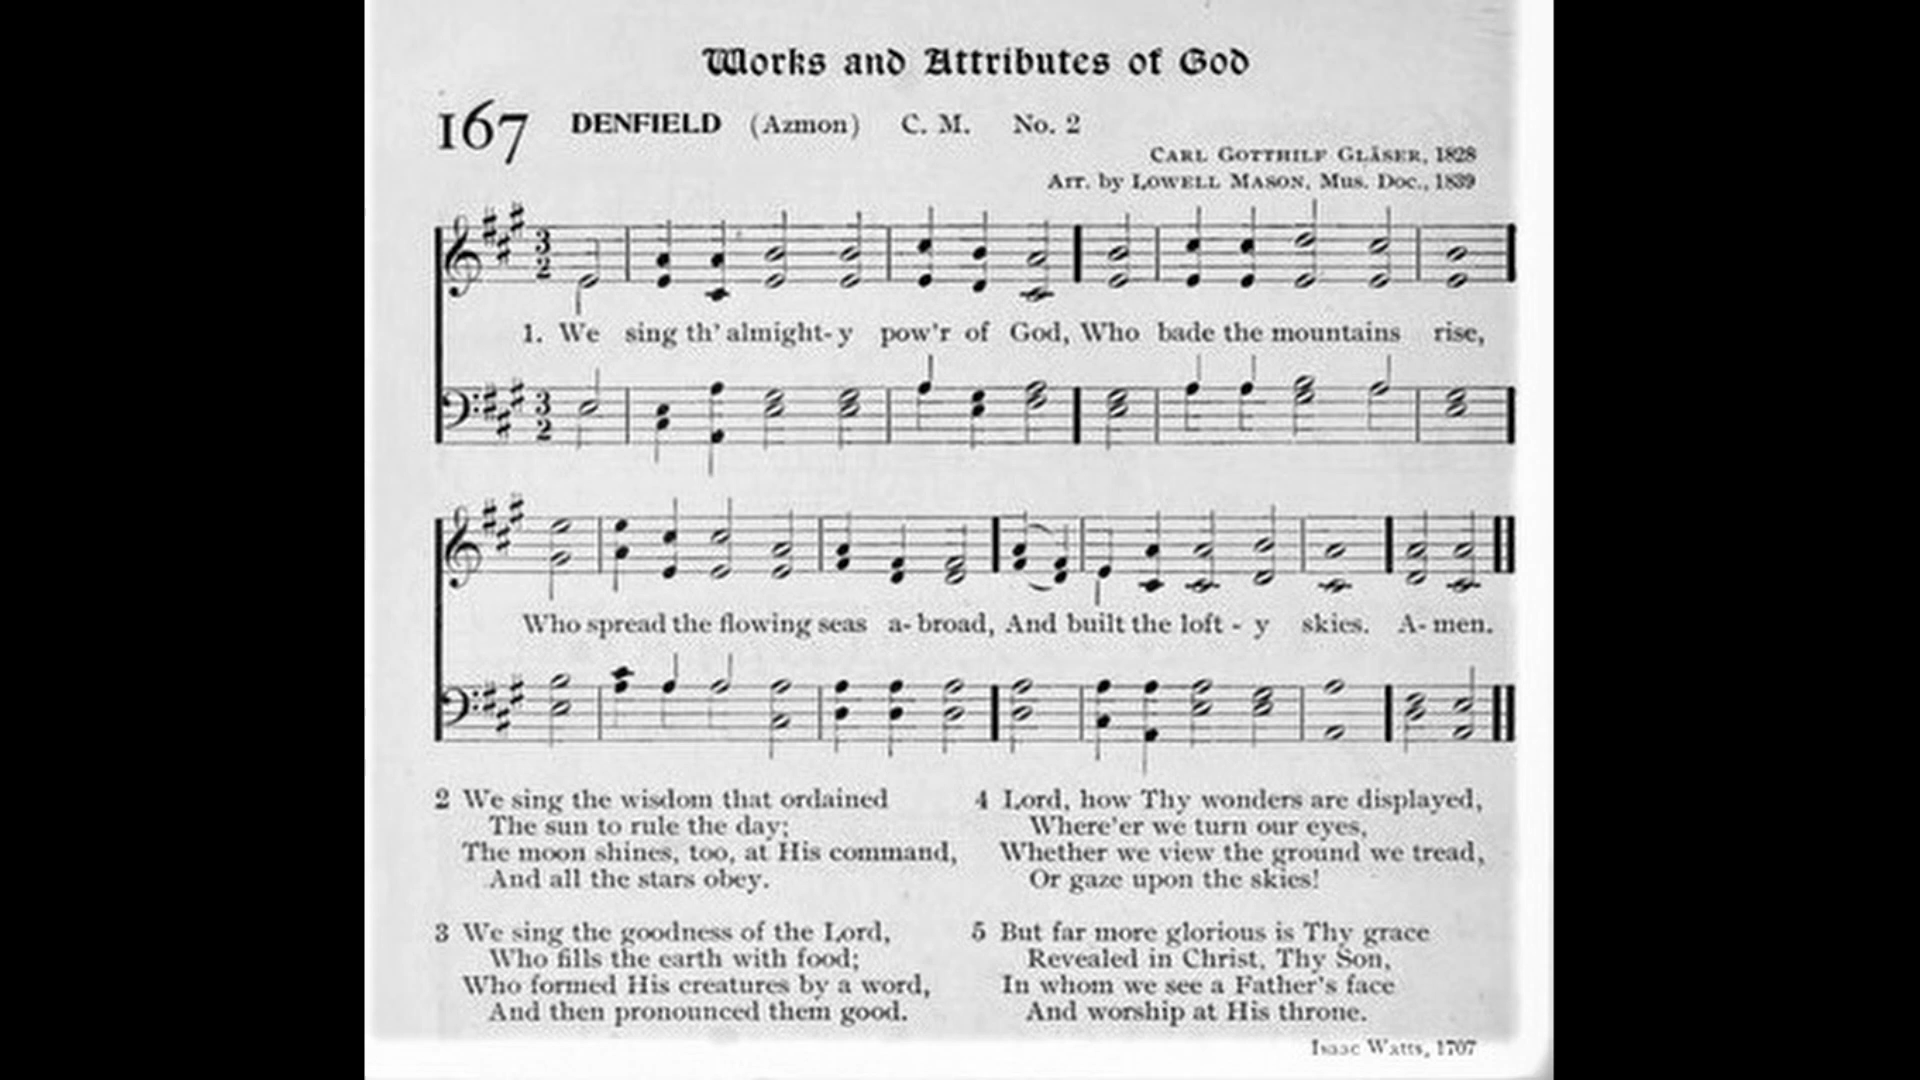 Works and Attributes of God
167 DENFIELD (Azmon) C. M. No. 2
CARL GOTTHILF GLÄSER, 1828
Arr. by LOWELL MASON, Mus. Doc., 1839
3 2
1. We sing th' almight-y pow'r of God, Who bade the mountains rise,
3 2
Who spread the flowing seas a-broad, And built the loft - y skies. A-men.
2 We sing the wisdom that ordained
The sun to rule the day;
The moon shines, too, at His command,
And all the stars obey.
3 We sing the goodness of the Lord,
Who fills the earth with food;
Who formed His creatures by a word,
And then pronounced them good.
4 Lord, how Thy wonders are displayed,
Where'er we turn our eyes,
Whether we view the ground we tread,
Or gaze upon the skies!
5 But far more glorious is Thy grace
Revealed in Christ, Thy Son,
In whom we see a Father's face
And worship at His throne.
Isaac Watts, 1707